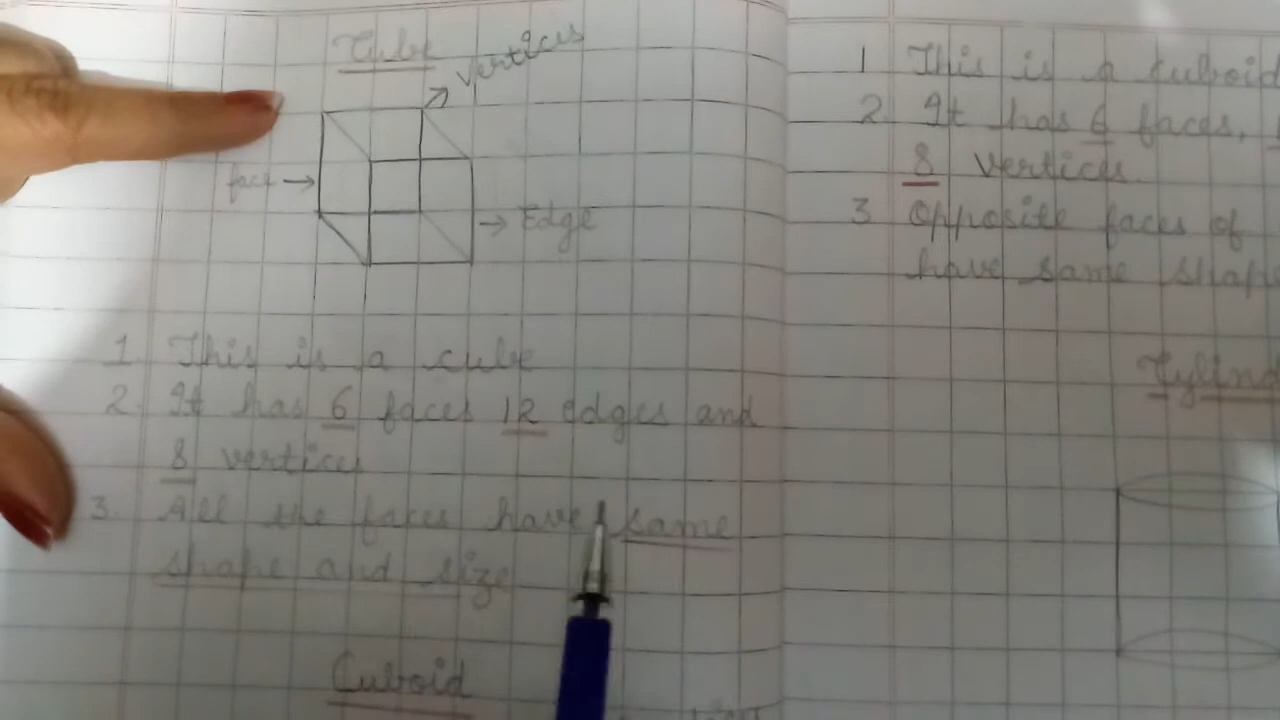 Cube
vertices
face
Edge
1 This is a cube
2. It has 6 faces 12 edges and
8 vertices
3. All the faces have same
shape and size
Cuboid
1 This is a cuboid
2 It has 6 faces,
8 vertices
3 Opposite faces of
have same shape